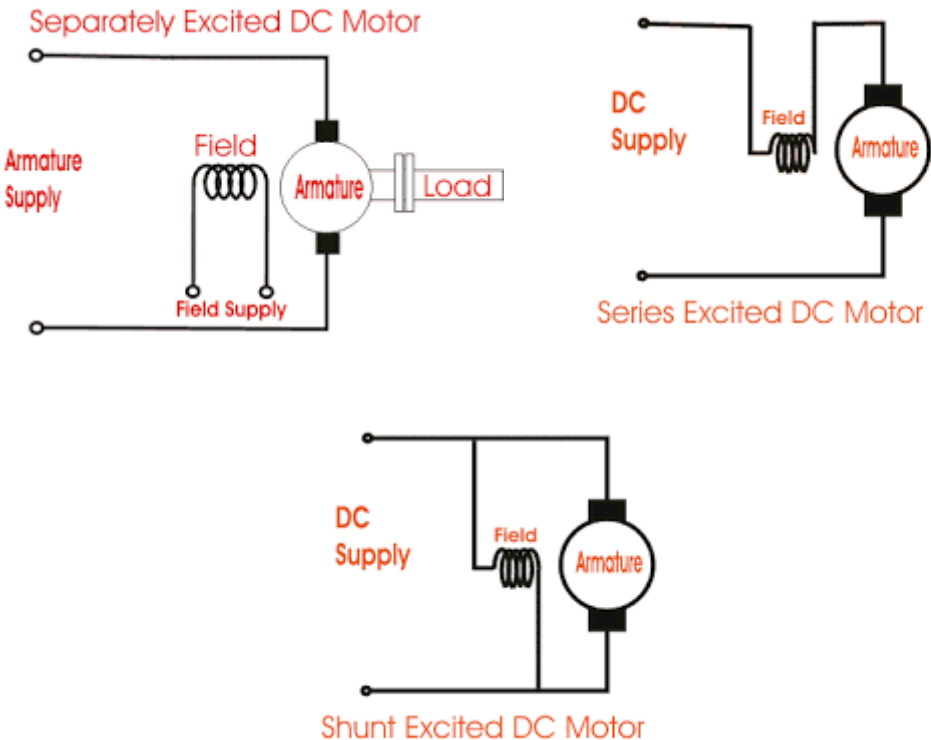 Separately Excited DC Motor
Armature
Supply
Field
Armature
Load
Field Supply
DC
Supply
Field
Armature
Series Excited DC Motor
DC
Supply
Field
Armature
Shunt Excited DC Motor